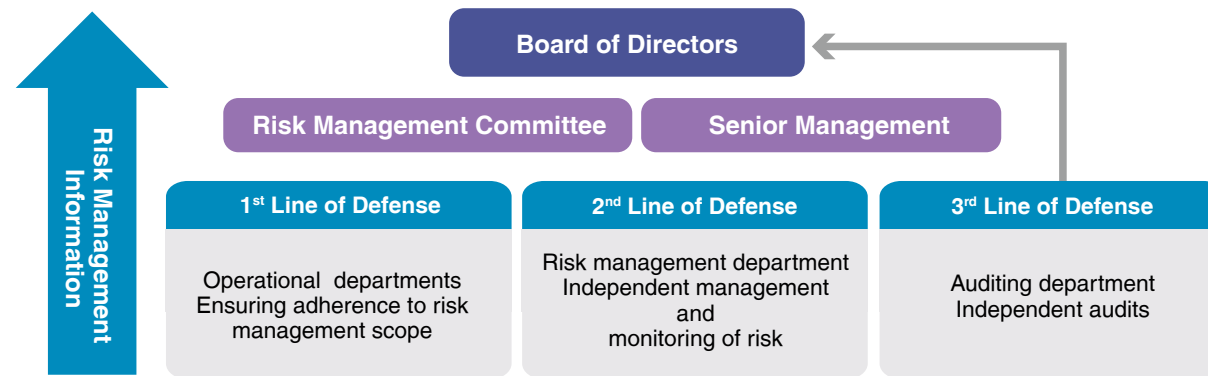 Board of Directors
Risk Management Committee
Senior Management
Risk Management
Information
1st Line of Defense
Operational departments
Ensuring adherence to risk
management scope
2nd Line of Defense
Risk management department
Independent management
and
monitoring of risk
3rd Line of Defense
Auditing department
Independent audits